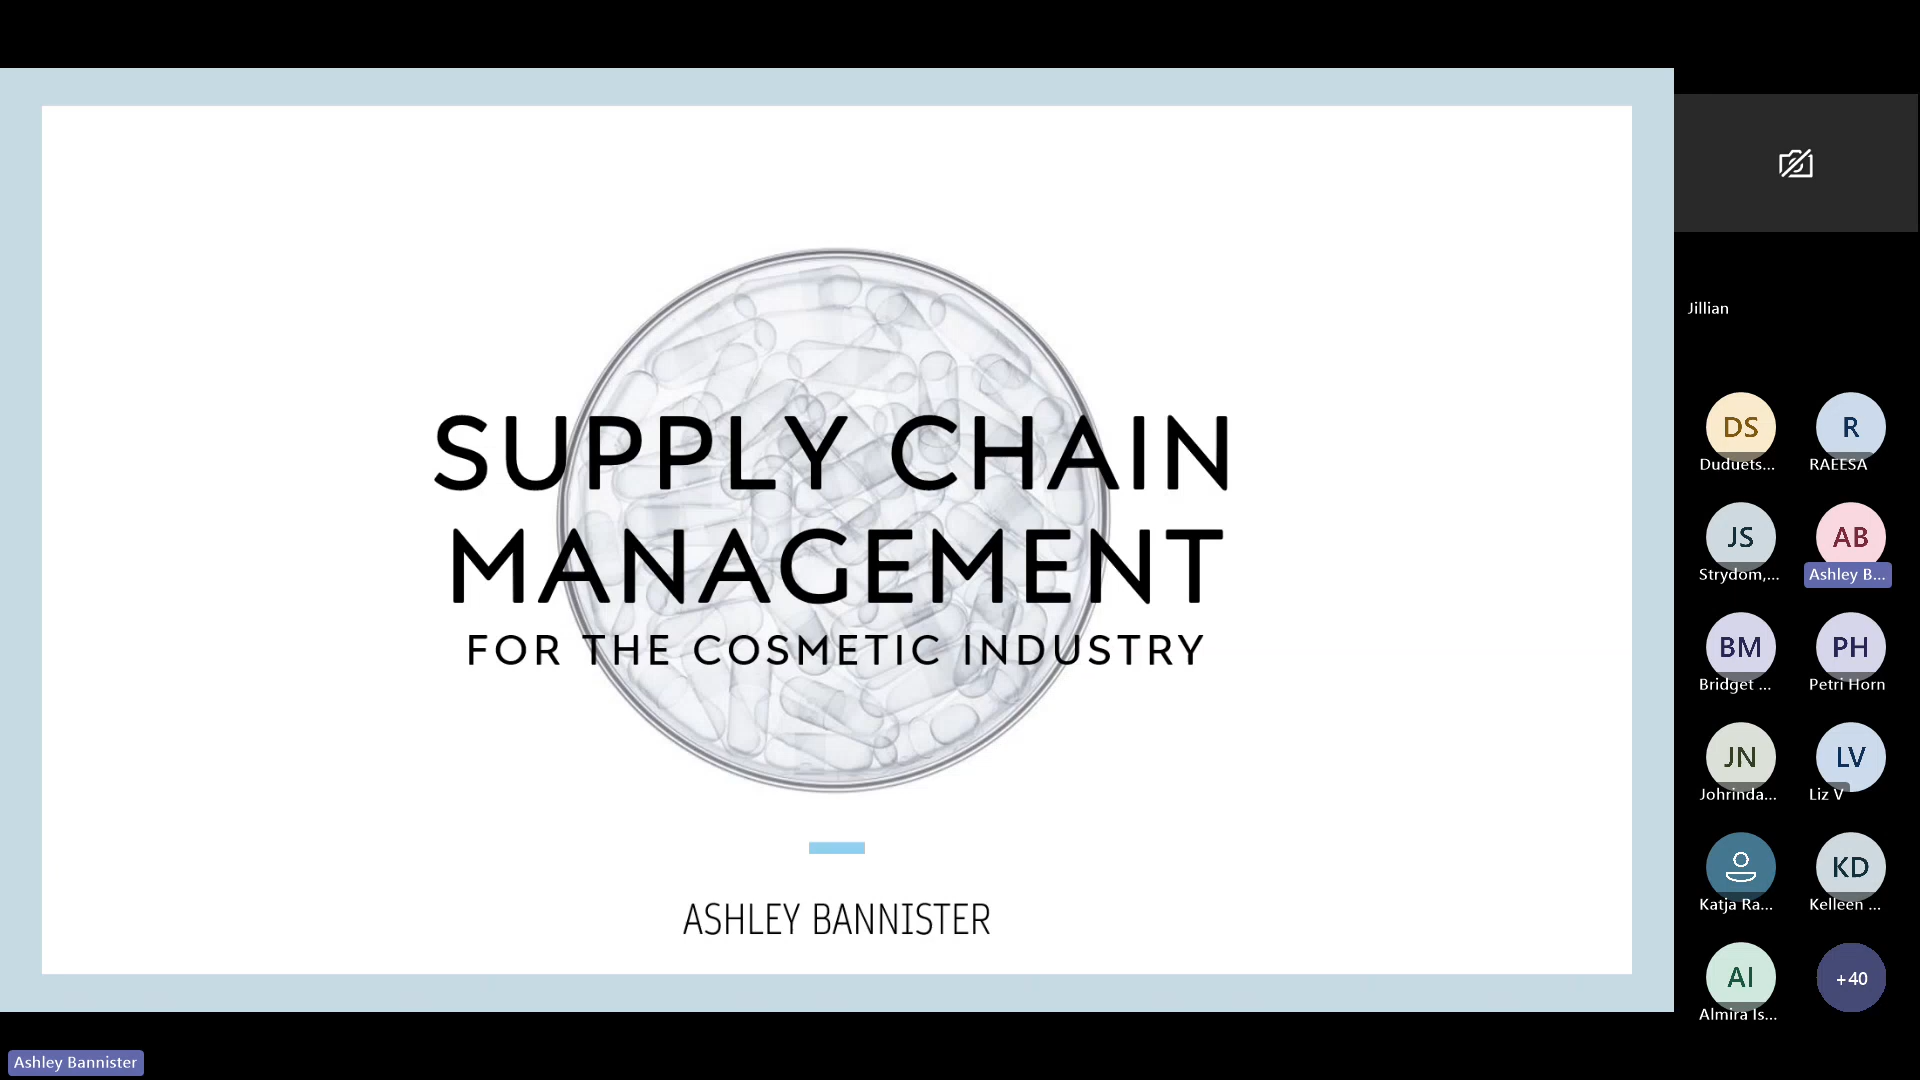 SUPPLY CHAIN
MANAGEMENT
FOR THE COSMETIC INDUSTRY
ASHLEY BANNISTER
Jillian
DS
Duduets...
R
RAEESA
JS
Strydom,...
AB
Ashley B...
BM
Bridget ...
PH
Petri Horn
JN
Johrinda...
LV
Liz V
Katja Ra...
KD
Kelleen ...
AI
Almira Is...
+40
Ashley Bannister